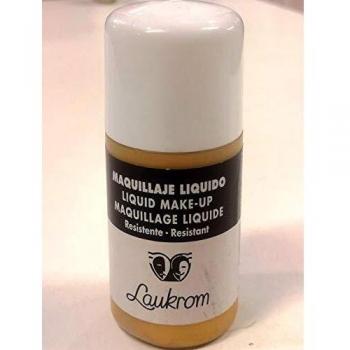 MAQUILLAJE LIQUIDO
LIQUID MAKE-UP
MAQUILLAGE LIQUIDE
Resistente - Resistant
Laukrom